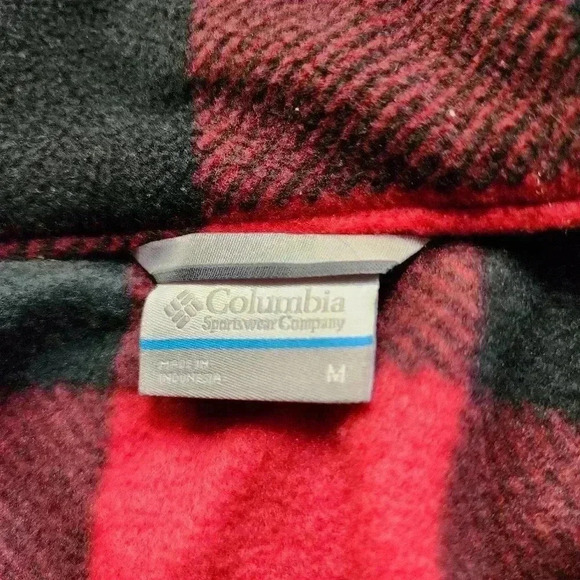 Columbia
Sportswear Company
MADE IN
INDONESIA
M